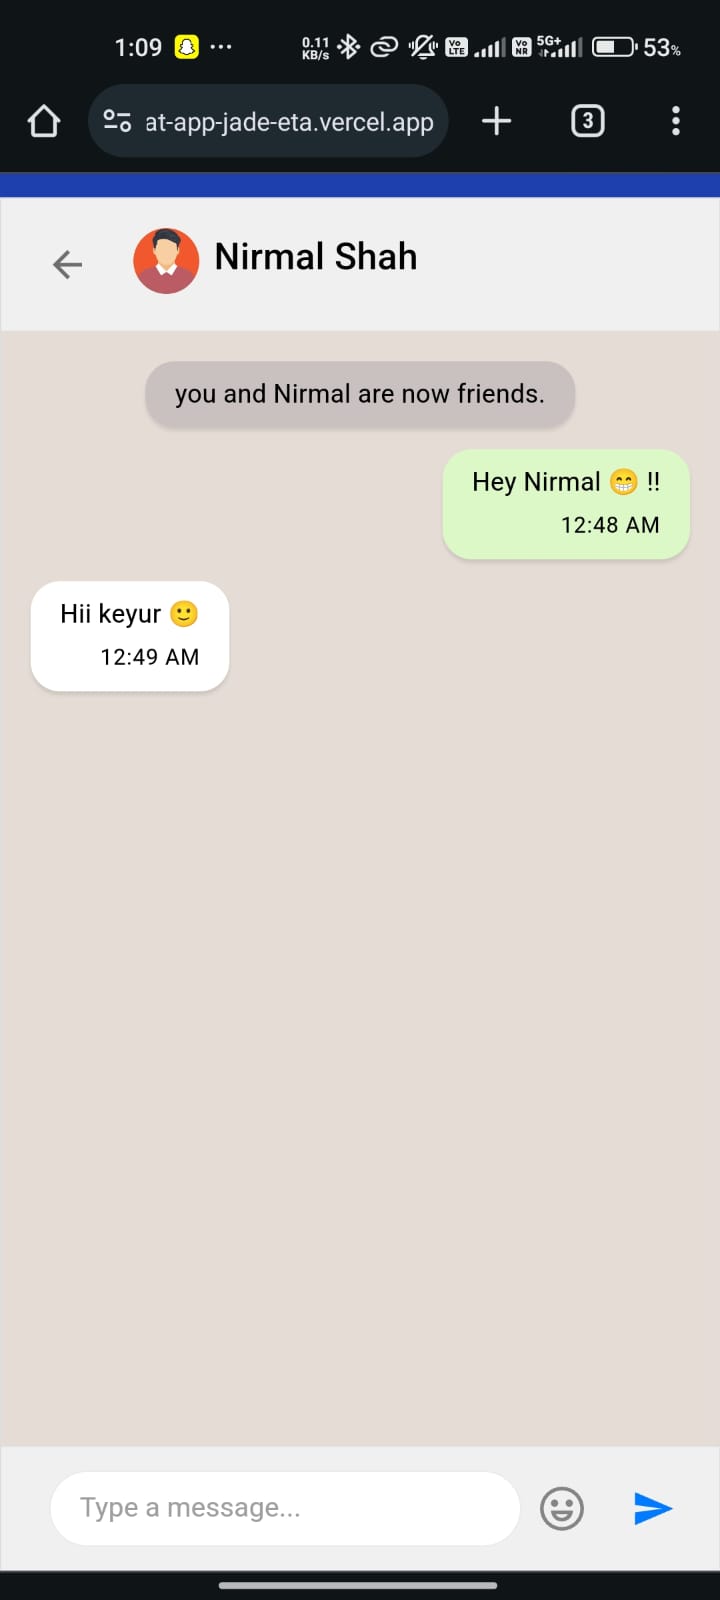 1:09 ... 0.11 KB/s Vo LTE Vo NR 5G+ 53%
at-app-jade-eta.vercel.app 3
Nirmal Shah
you and Nirmal are now friends.
Hey Nirmal 😁 !!
12:48 AM
Hii keyur 🙂
12:49 AM
Type a message...